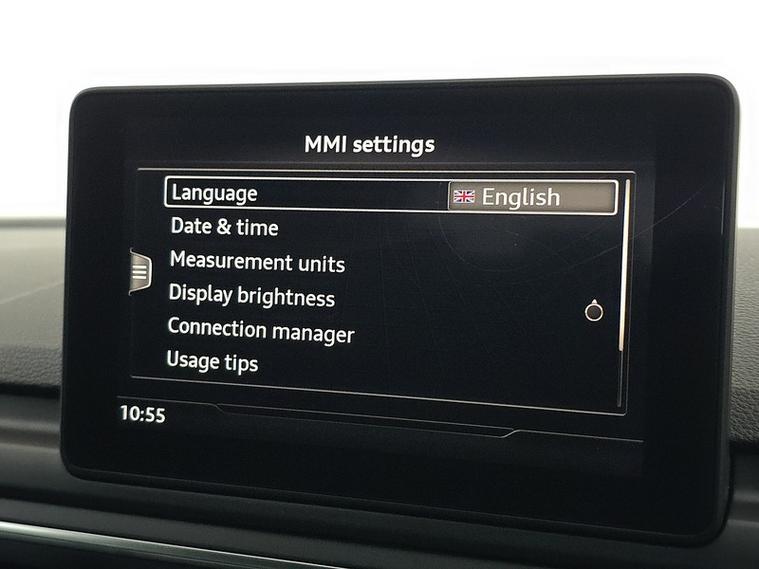 MMI settings
Language English
Date & time
Measurement units
Display brightness
Connection manager
Usage tips
10:55